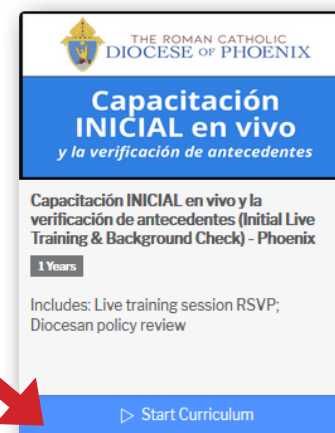 THE ROMAN CATHOLIC
DIOCESE OF PHOENIX
Capacitación
INICIAL en vivo
y la verificación de antecedentes
Capacitación INICIAL en vivo y la
verificación de antecedentes (Initial Live
Training & Background Check) - Phoenix
1 Years
Includes: Live training session RSVP;
Diocesan policy review
Start Curriculum